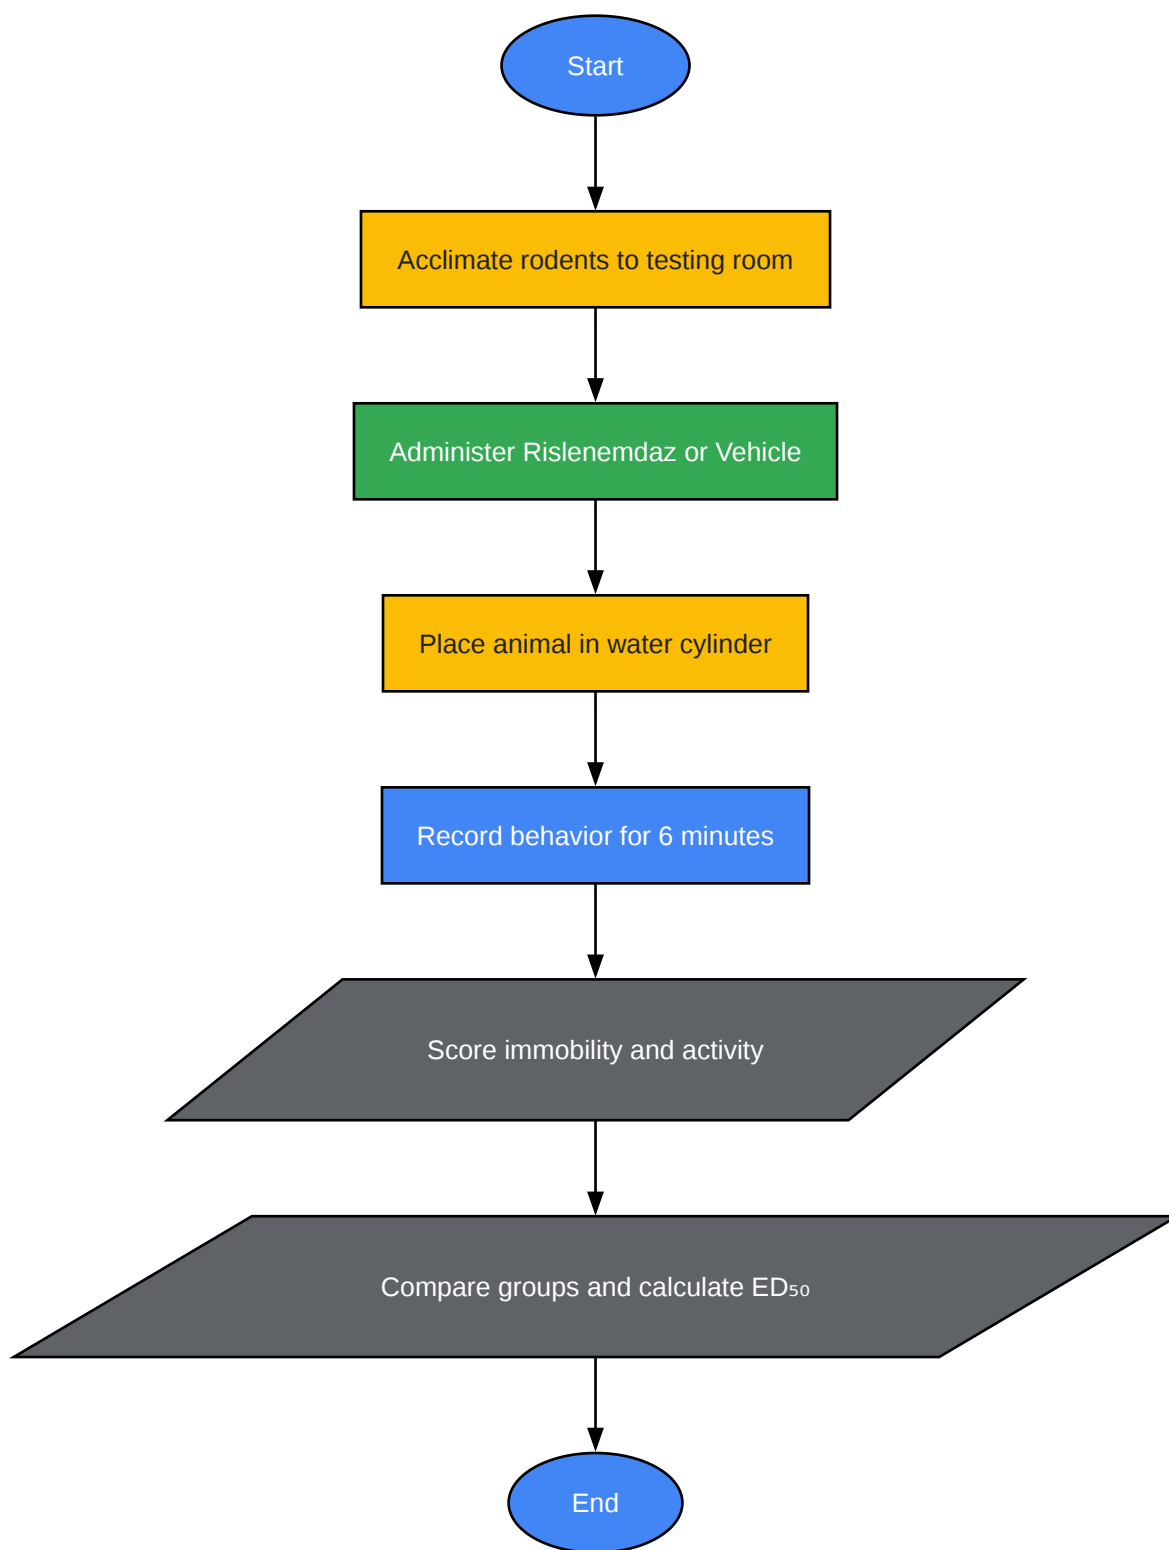 Start
Acclimate rodents to testing room
Administer Rislenemdaz or Vehicle
Place animal in water cylinder
Record behavior for 6 minutes
Score immobility and activity
Compare groups and calculate ED₅₀
End